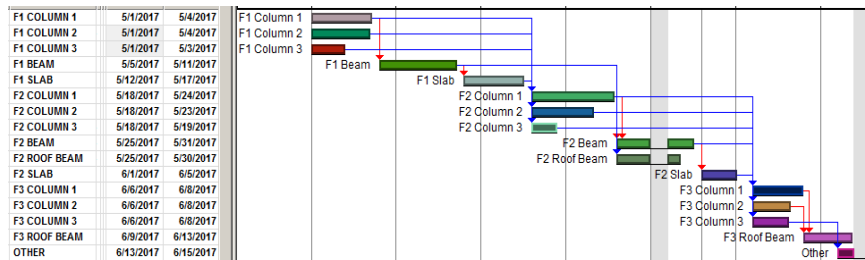 F1 COLUMN 1 5/1/2017 5/4/2017 F1 Column 1
F1 COLUMN 2 5/1/2017 5/4/2017 F1 Column 2
F1 COLUMN 3 5/1/2017 5/3/2017 F1 Column 3
F1 BEAM 5/5/2017 5/11/2017 F1 Beam
F1 SLAB 5/12/2017 5/17/2017 F1 Slab
F2 COLUMN 1 5/18/2017 5/24/2017 F2 Column 1
F2 COLUMN 2 5/18/2017 5/23/2017 F2 Column 2
F2 COLUMN 3 5/18/2017 5/19/2017 F2 Column 3
F2 BEAM 5/25/2017 5/31/2017 F2 Beam
F2 ROOF BEAM 5/25/2017 5/30/2017 F2 Roof Beam
F2 SLAB 6/1/2017 6/5/2017 F2 Slab
F3 COLUMN 1 6/6/2017 6/8/2017 F3 Column 1
F3 COLUMN 2 6/6/2017 6/8/2017 F3 Column 2
F3 COLUMN 3 6/6/2017 6/8/2017 F3 Column 3
F3 ROOF BEAM 6/9/2017 6/13/2017 F3 Roof Beam
OTHER 6/13/2017 6/15/2017 Other